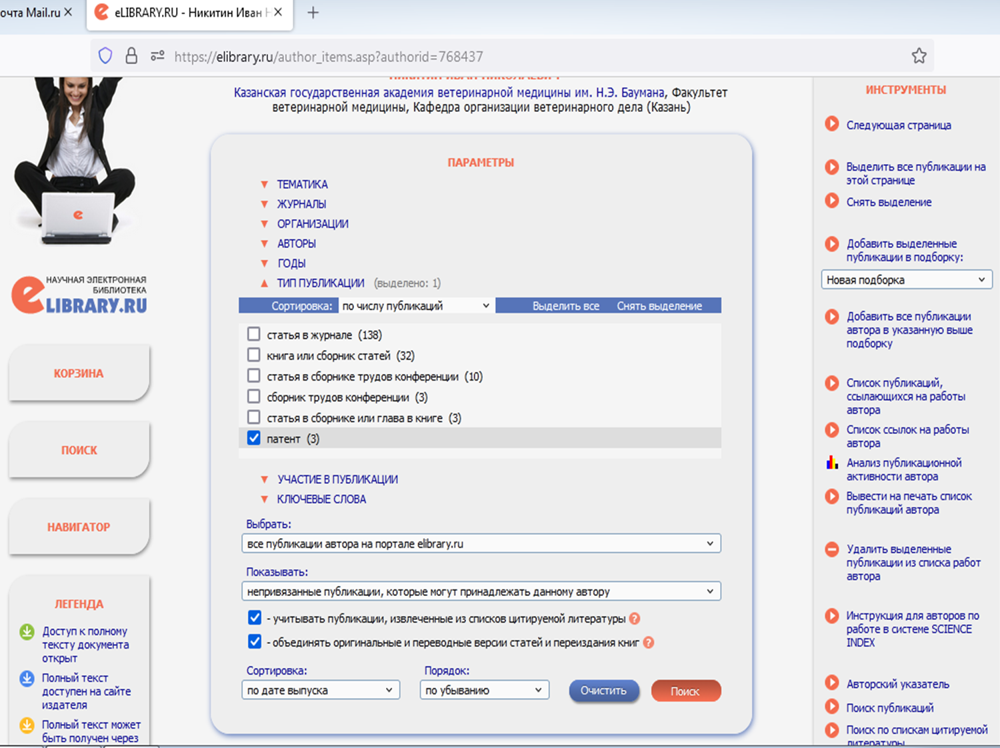 очта Mail.ru
eLIBRARY.RU - Никитин Иван Н
https://elibrary.ru/author_items.asp?authorid=768437
НИКИТИН ИВАН НИКОЛАЕВИЧ
Казанская государственная академия ветеринарной медицины им. Н.Э. Баумана, Факультет
ветеринарной медицины, Кафедра организации ветеринарного дела (Казань)
НАУЧНАЯ ЭЛЕКТРОННАЯ
БИБЛИОТЕКА
eLIBRARY.RU
КОРЗИНА
ПОИСК
НАВИГАТОР
ЛЕГЕНДА
Доступ к полному
тексту документа
открыт
Полный текст
доступен на сайте
издателя
Полный текст может
быть получен через
ПАРАМЕТРЫ
ТЕМАТИКА
ЖУРНАЛЫ
ОРГАНИЗАЦИИ
АВТОРЫ
ГОДЫ
ТИП ПУБЛИКАЦИИ (выделено: 1)
Сортировка: по числу публикаций Выделить все Снять выделение
статья в журнале (138)
книга или сборник статей (32)
статья в сборнике трудов конференции (10)
сборник трудов конференции (3)
статья в сборнике или глава в книге (3)
патент (3)
УЧАСТИЕ В ПУБЛИКАЦИИ
КЛЮЧЕВЫЕ СЛОВА
Выбрать:
все публикации автора на портале elibrary.ru
Показывать:
непривязанные публикации, которые могут принадлежать данному автору
- учитывать публикации, извлеченные из списков цитируемой литературы ?
- объединять оригинальные и переводные версии статей и переиздания книг ?
Сортировка: Порядок:
по дате выпуска по убыванию Очистить Поиск
ИНСТРУМЕНТЫ
Следующая страница
Выделить все публикации на
этой странице
Снять выделение
Добавить выделенные
публикации в подборку:
Новая подборка
Добавить все публикации
автора в указанную выше
подборку
Список публикаций,
ссылающихся на работы
автора
Список ссылок на работы
автора
Анализ публикационной
активности автора
Вывести на печать список
публикаций автора
Удалить выделенные
публикации из списка работ
автора
Инструкция для авторов по
работе в системе SCIENCE
INDEX
Авторский указатель
Поиск публикаций
Поиск по спискам цитируемой
литературы